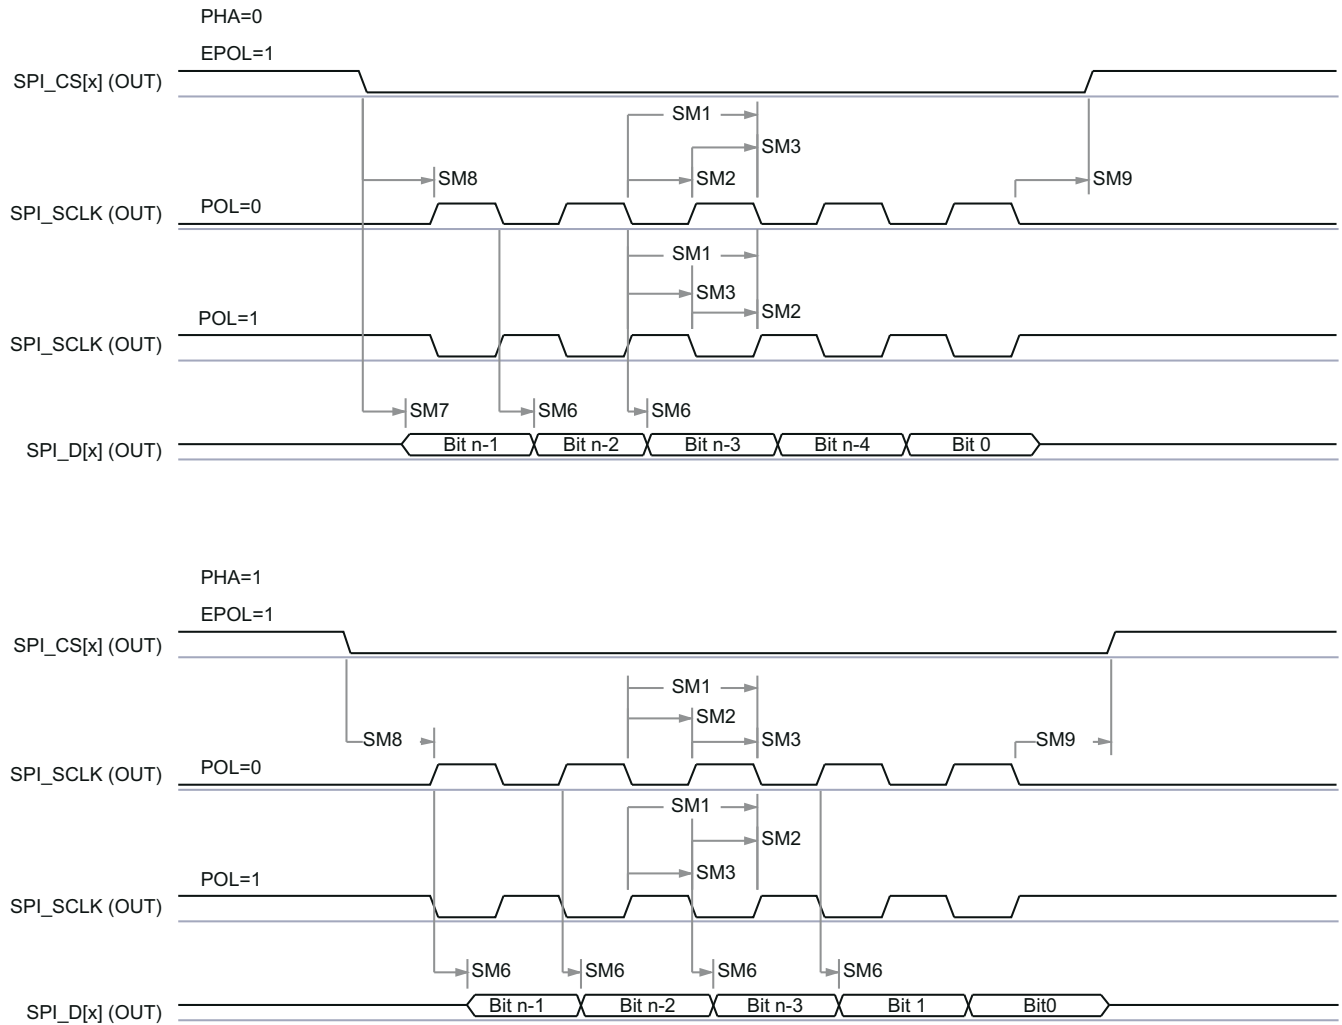 PHA=0
EPOL=1
SPI_CS[x] (OUT)
SM1
SM3
SM8
SM2
SM9
SPI_SCLK (OUT)
POL=0
SM1
SM3
SM2
POL=1
SPI_SCLK (OUT)
SM7
SM6
SM6
SPI_D[x] (OUT)
Bit n-1
Bit n-2
Bit n-3
Bit n-4
Bit 0
PHA=1
EPOL=1
SPI_CS[x] (OUT)
SM1
SM2
SM8
SM3
SM9
SPI_SCLK (OUT)
POL=0
SM1
SM2
SM3
POL=1
SPI_SCLK (OUT)
SM6
SM6
SM6
SM6
SPI_D[x] (OUT)
Bit n-1
Bit n-2
Bit n-3
Bit 1
Bit0